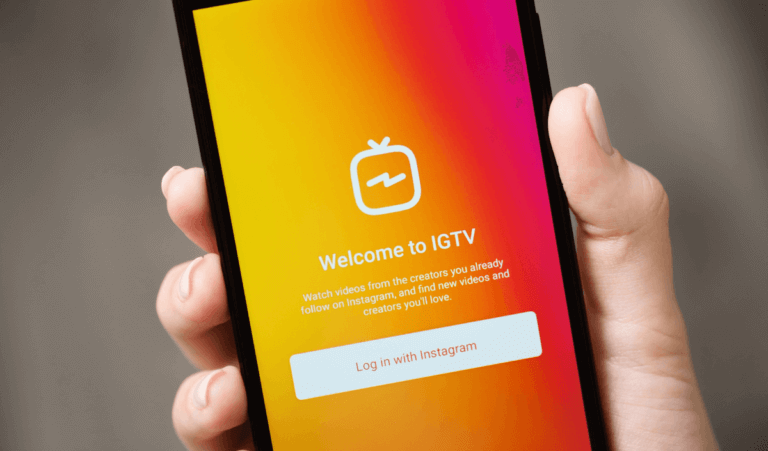 Welcome to IGTV
Watch videos from the creators you already
follow on Instagram, and find new videos and
creators you'll love.
Log in with Instagram